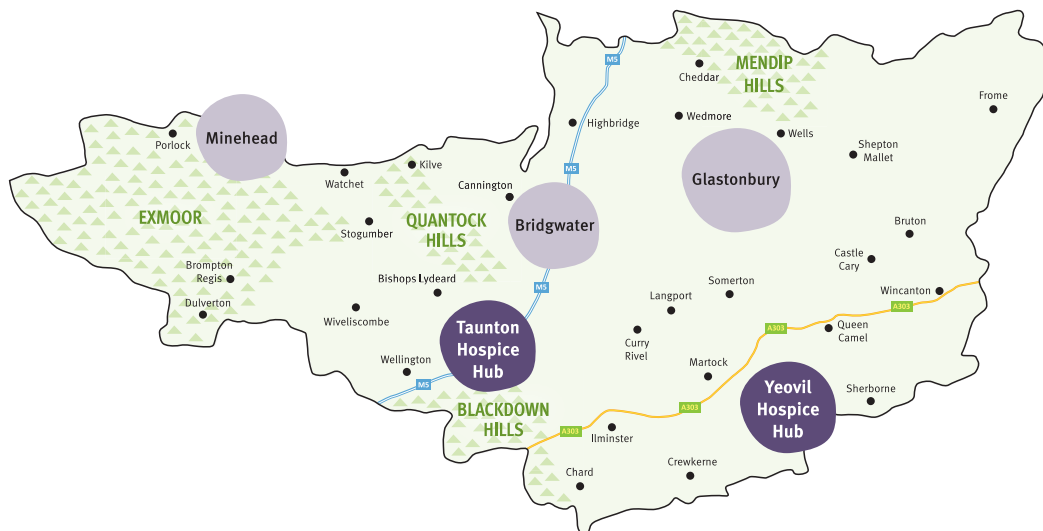 M5
MENDIP
HILLS
Cheddar
Frome
Highbridge
Wedmore
Wells
Minehead
Porlock
Shepton
Mallet
M5
Kilve
Watchet
Cannington
Glastonbury
EXMOOR
QUANTOCK
HILLS
Stogumber
Bridgwater
Bruton
Castle
Cary
Brompton
Regis
Bishops Lydeard
M5
Somerton
Langport
Wincanton
Dulverton
Wiveliscombe
Taunton
Hospice
Hub
Curry
Rivel
A303
Queen
Camel
Wellington
M5
Martock
Yeovil
Hospice
Hub
Sherborne
BLACKDOWN
HILLS
A303
A303
Ilminster
Chard
Crewkerne